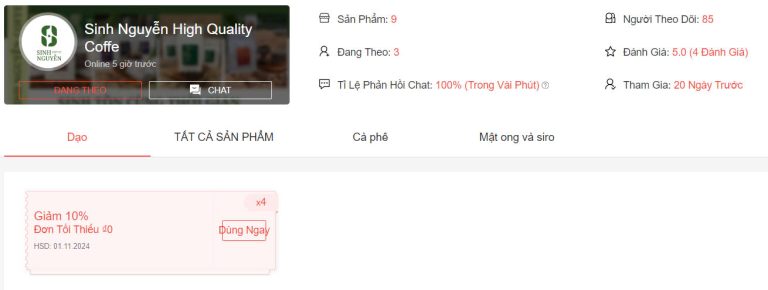 SINH
NGUYÊN
Sinh Nguyễn High Quality
Coffe
Online 5 giờ trước
ĐANG THEO
CHAT
Sản Phẩm: 9
Người Theo Dõi: 85
Đang Theo: 3
Đánh Giá: 5.0 (4 Đánh Giá)
Tỉ Lệ Phản Hồi Chat: 100% (Trong Vài Phút)
Tham Gia: 20 Ngày Trước
Dạo
TẤT CẢ SẢN PHẨM
Cà phê
Mật ong và siro
x4
Giảm 10%
Đơn Tối Thiểu ₫0
Dùng Ngay
HSD: 01.11.2024